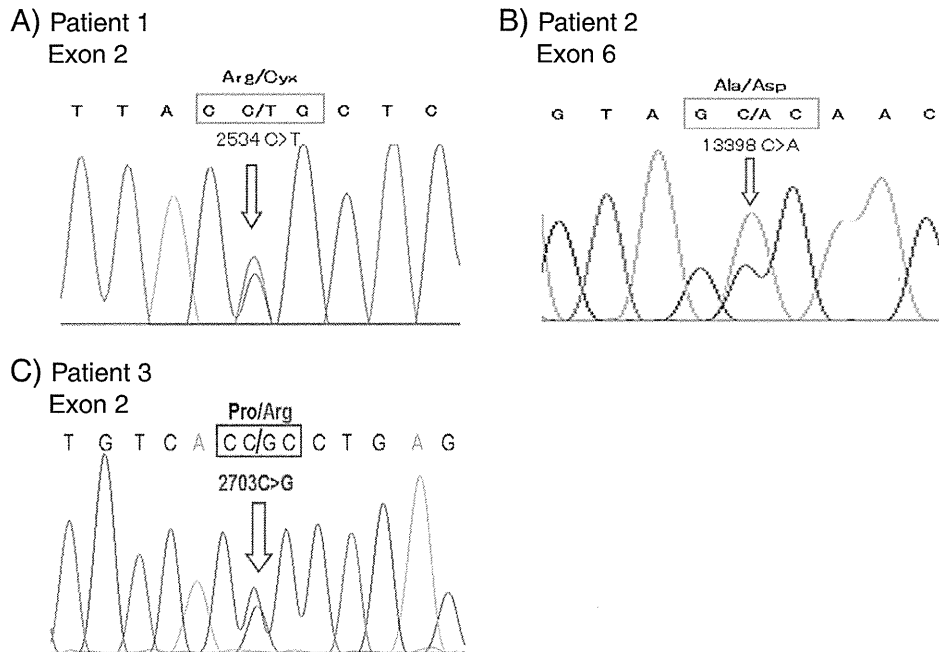 A) Patient 1
Exon 2
Arg/Cyx
T T A C C/T G C T C
2534 C>T
B) Patient 2
Exon 6
Ala/Asp
G T A G C/A C A A C
13398 C>A
C) Patient 3
Exon 2
Pro/Arg
T G T C A C C/G C C T G A G
2703C>G